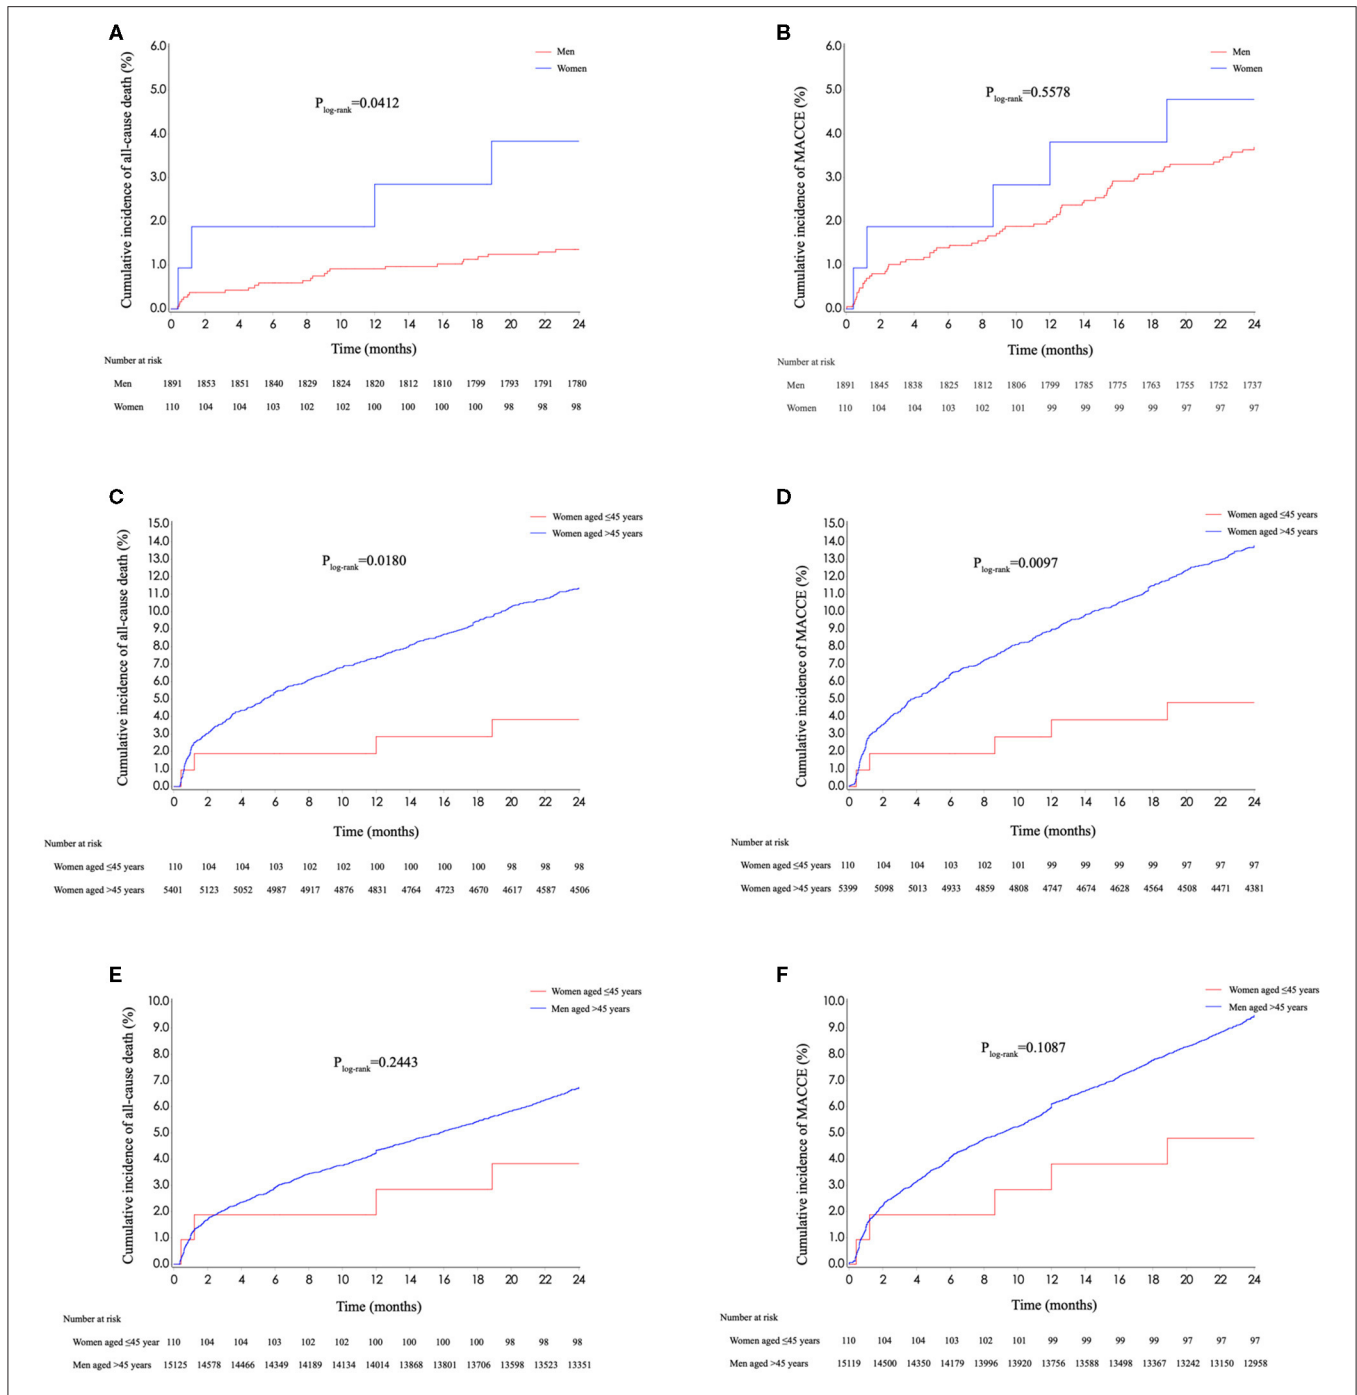 A
Cumulative incidence of all-cause death (%)
6.0
5.0
4.0
3.0
2.0
1.0
0.0
Men
Women
P log-rank=0.0412
0 2 4 6 8 10 12 14 16 18 20 22 24
Time (months)
Number at risk
Men 1891 1853 1851 1840 1829 1824 1820 1812 1810 1799 1793 1791 1780
Women 110 104 104 103 102 102 100 100 100 100 98 98 98
B
Cumulative incidence of MACCE (%)
6.0
5.0
4.0
3.0
2.0
1.0
0.0
Men
Women
P log-rank=0.5578
0 2 4 6 8 10 12 14 16 18 20 22 24
Time (months)
Number at risk
Men 1891 1845 1838 1825 1812 1806 1799 1785 1775 1763 1755 1752 1737
Women 110 104 104 103 102 101 99 99 99 99 97 97 97
C
Cumulative incidence of all-cause death (%)
15.0
14.0
13.0
12.0
11.0
10.0
9.0
8.0
7.0
6.0
5.0
4.0
3.0
2.0
1.0
0.0
Women aged ≤45 years
Women aged >45 years
P log-rank=0.0180
0 2 4 6 8 10 12 14 16 18 20 22 24
Time (months)
Number at risk
Women aged ≤45 years 110 104 104 103 102 102 100 100 100 100 98 98 98
Women aged >45 years 5401 5123 5052 4987 4917 4876 4831 4764 4723 4670 4617 4587 4506
D
Cumulative incidence of MACCE (%)
15.0
14.0
13.0
12.0
11.0
10.0
9.0
8.0
7.0
6.0
5.0
4.0
3.0
2.0
1.0
0.0
Women aged ≤45 years
Women aged >45 years
P log-rank=0.0097
0 2 4 6 8 10 12 14 16 18 20 22 24
Time (months)
Number at risk
Women aged ≤45 years 110 104 104 103 102 101 99 99 99 99 97 97 97
Women aged >45 years 5399 5098 5013 4933 4859 4808 4747 4674 4628 4564 4508 4471 4381
E
Cumulative incidence of all-cause death (%)
10.0
9.0
8.0
7.0
6.0
5.0
4.0
3.0
2.0
1.0
0.0
Women aged ≤45 years
Men aged >45 years
P log-rank=0.2443
0 2 4 6 8 10 12 14 16 18 20 22 24
Time (months)
Number at risk
Women aged ≤45 year 110 104 104 103 102 102 100 100 100 100 98 98 98
Men aged >45 years 15125 14578 14466 14349 14189 14134 14014 13868 13801 13706 13598 13523 13351
F
Cumulative incidence of MACCE (%)
10.0
9.0
8.0
7.0
6.0
5.0
4.0
3.0
2.0
1.0
0.0
Women aged ≤45 years
Men aged >45 years
P log-rank=0.1087
0 2 4 6 8 10 12 14 16 18 20 22 24
Time (months)
Number at risk
Women aged ≤45 years 110 104 104 103 102 101 99 99 99 99 97 97 97
Men aged >45 years 15119 14500 14350 14179 13996 13920 13756 13588 13498 13367 13242 13150 12958